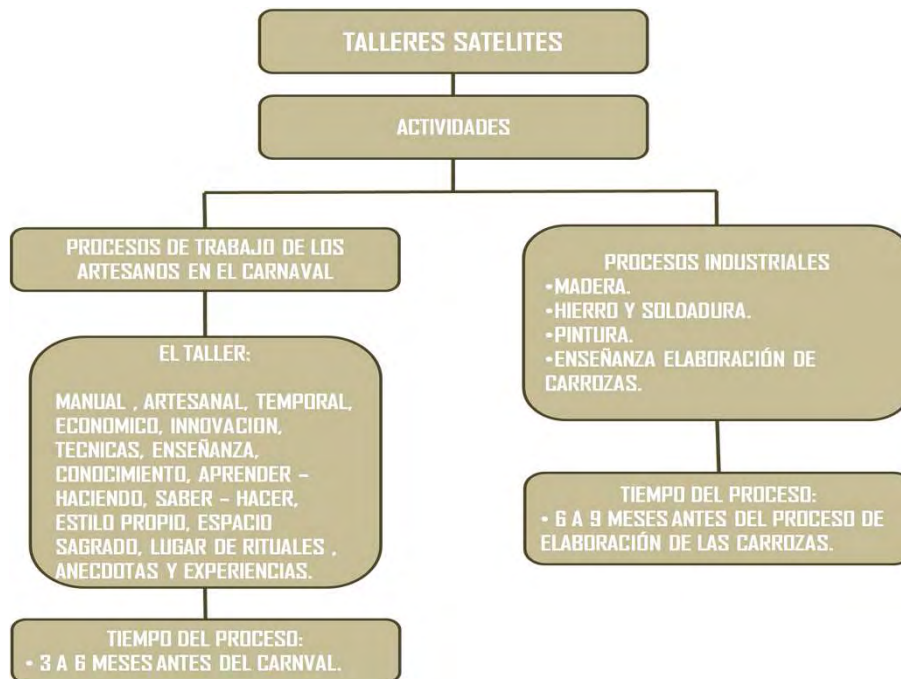 TALLERES SATELITES
ACTIVIDADES
PROCESOS DE TRABAJO DE LOS
ARTESANOS EN EL CARNAVAL
EL TALLER:
MANUAL , ARTESANAL, TEMPORAL,
ECONOMICO, INNOVACION,
TECNICAS, ENSEÑANZA,
CONOCIMIENTO, APRENDER –
HACIENDO, SABER – HACER,
ESTILO PROPIO, ESPACIO
SAGRADO, LUGAR DE RITUALES ,
ANECDOTAS Y EXPERIENCIAS.
TIEMPO DEL PROCESO:
• 3 A 6 MESES ANTES DEL CARNVAL.
PROCESOS INDUSTRIALES
•MADERA.
•HIERRO Y SOLDADURA.
•PINTURA.
•ENSEÑANZA ELABORACIÓN DE
CARROZAS.
TIEMPO DEL PROCESO:
• 6 A 9 MESES ANTES DEL PROCESO DE
ELABORACIÓN DE LAS CARROZAS.